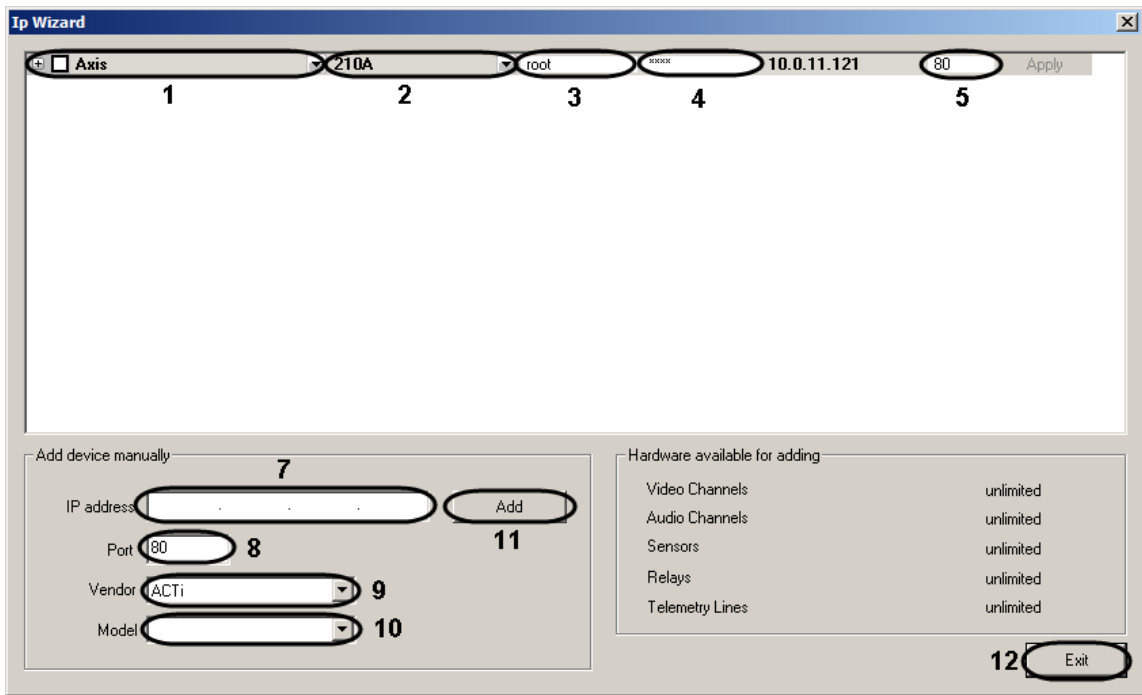 Ip Wizard
Axis 210A root **** 10.0.11.121 80 Apply
1 2 3 4 5
Add device manually
7
IP address . . . Add
11
Port 80 8
Vendor ACTi 9
Model 10
Hardware available for adding
Video Channels unlimited
Audio Channels unlimited
Sensors unlimited
Relays unlimited
Telemetry Lines unlimited
12 Exit